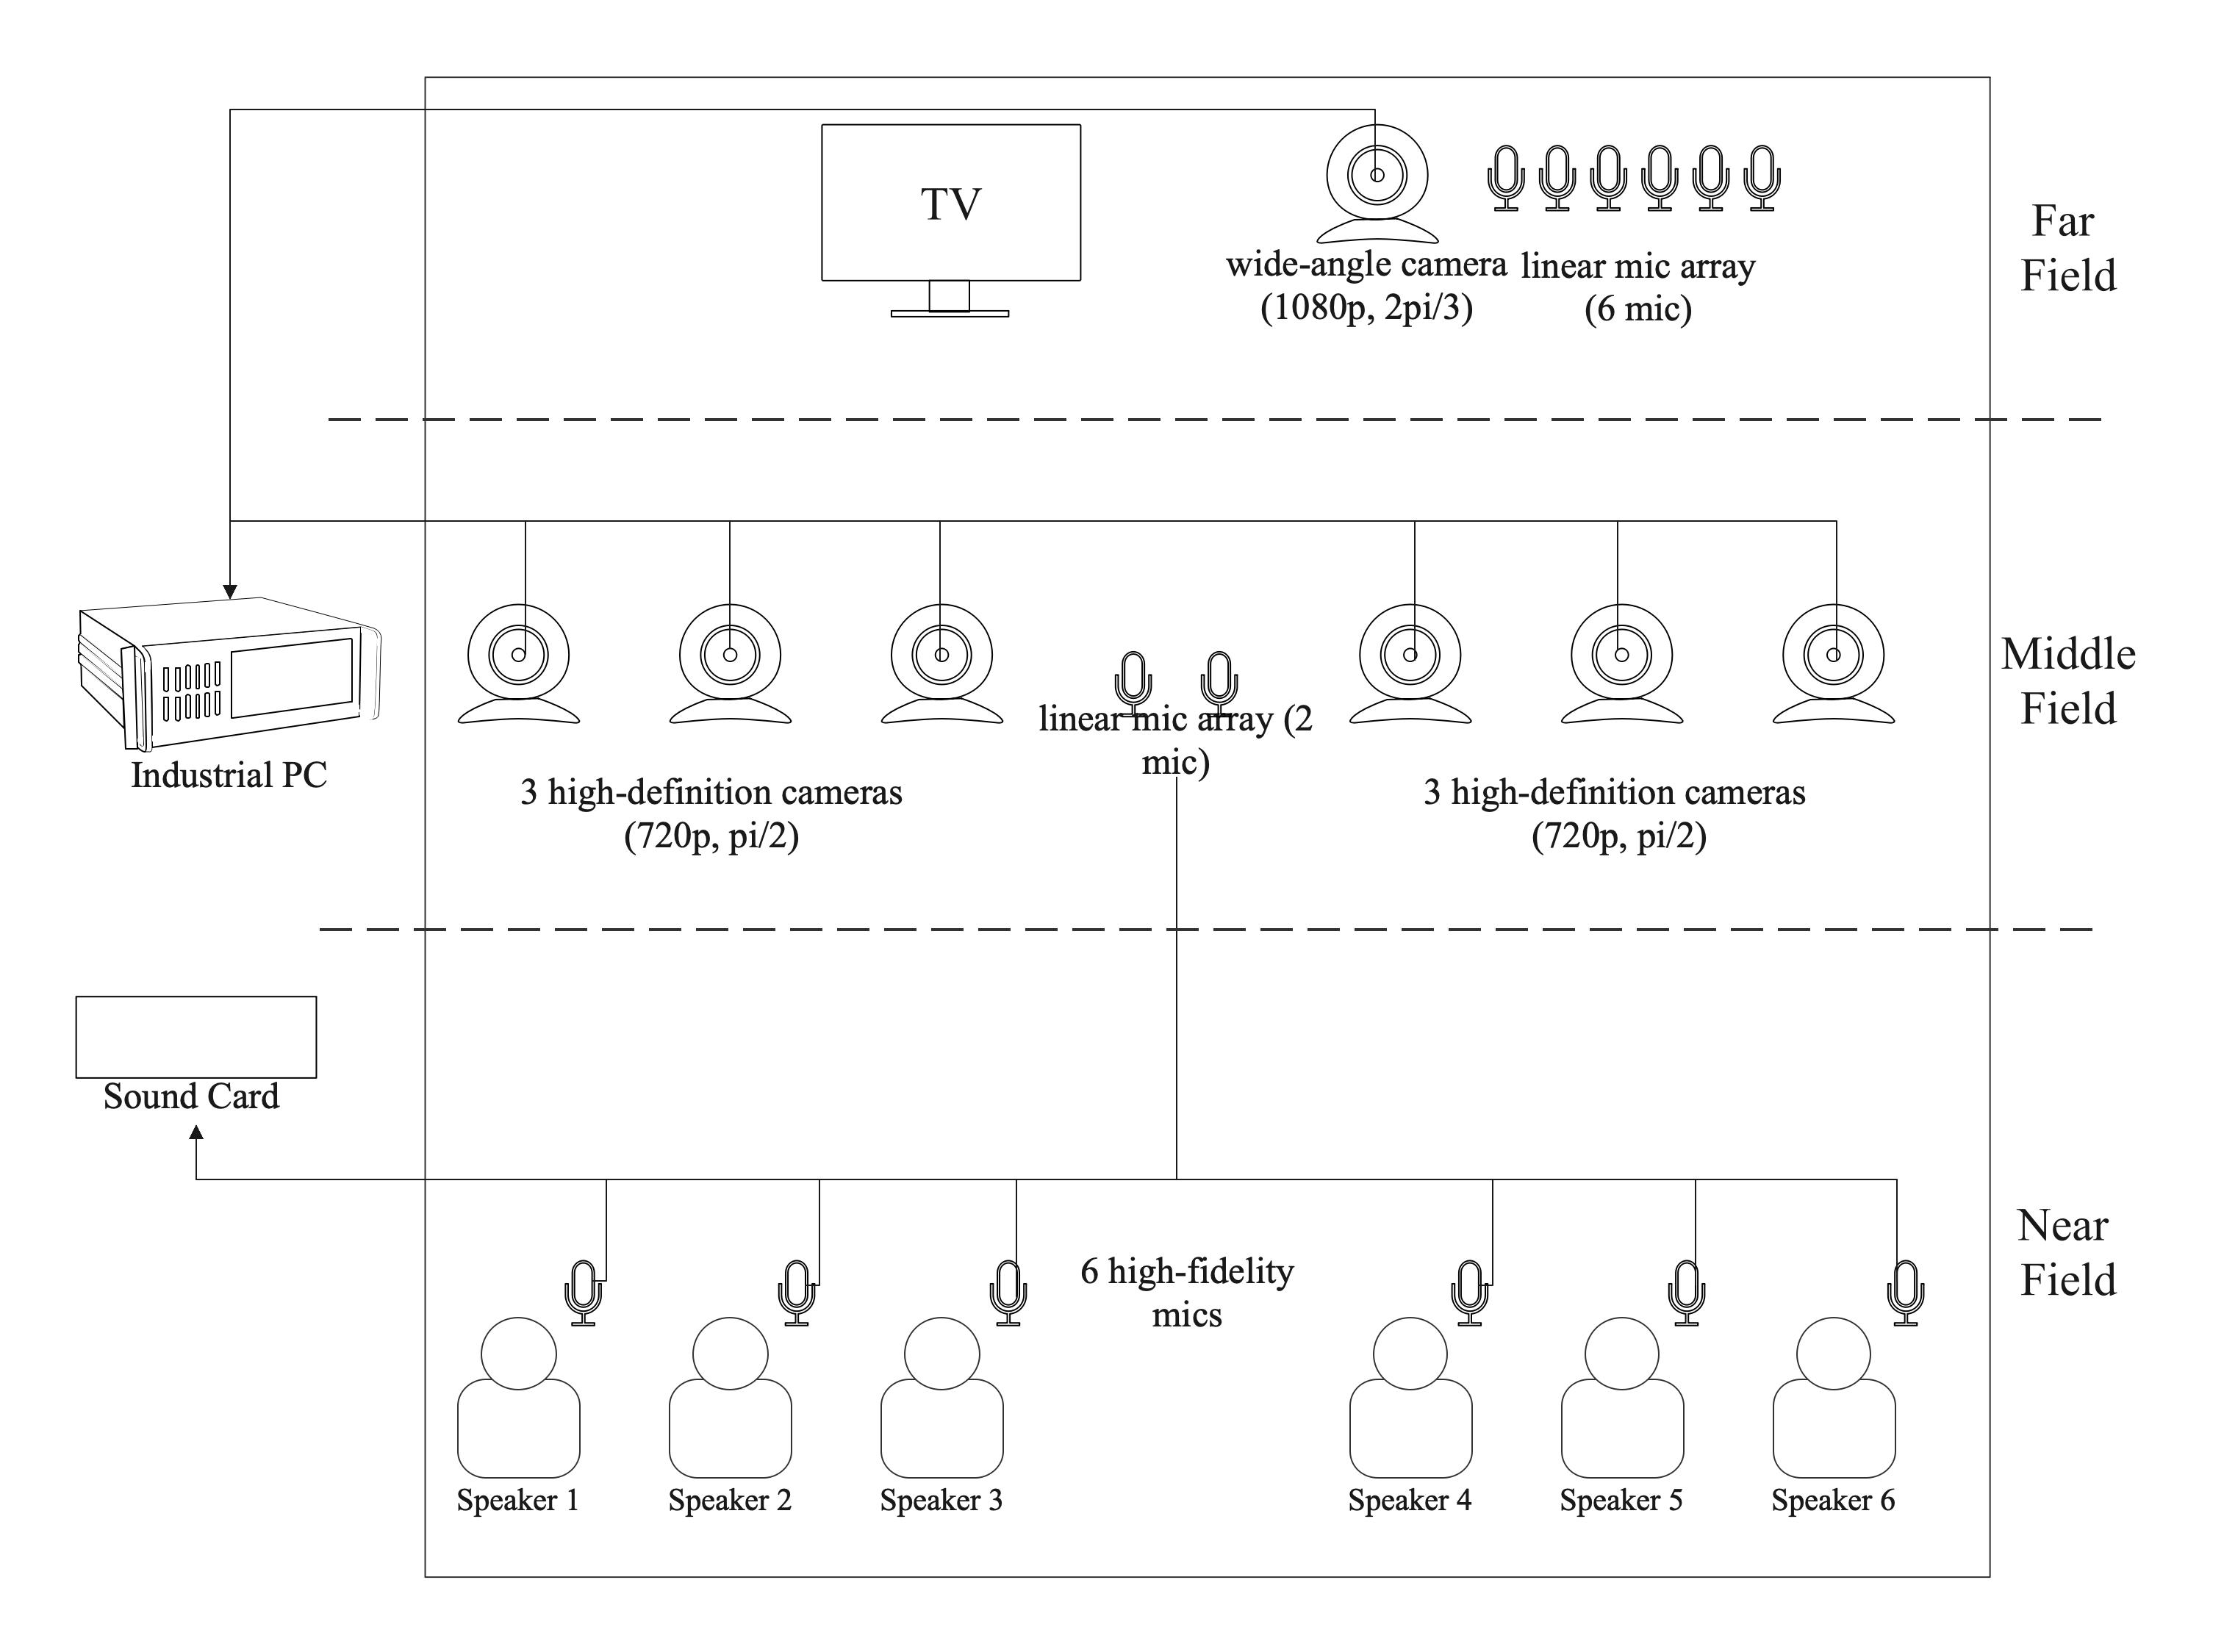 TV
wide-angle camera
(1080p, 2pi/3)
linear mic array
(6 mic)
Far
Field
Industrial PC
3 high-definition cameras
(720p, pi/2)
linear mic array (2
mic)
3 high-definition cameras
(720p, pi/2)
Middle
Field
Sound Card
6 high-fidelity
mics
Near
Field
Speaker 1
Speaker 2
Speaker 3
Speaker 4
Speaker 5
Speaker 6